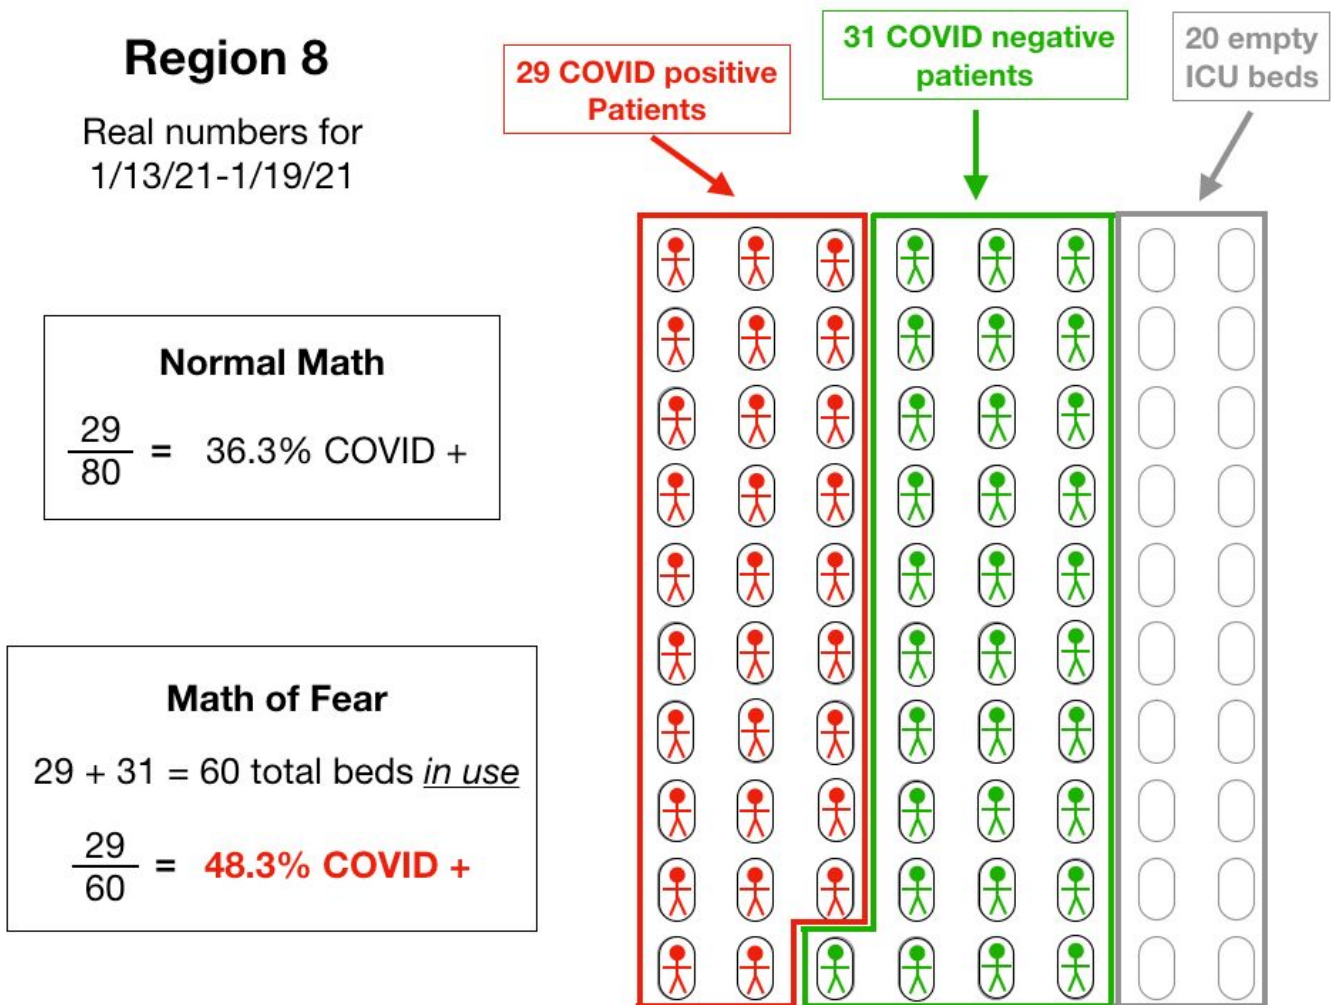 Region 8
Real numbers for
1/13/21-1/19/21
29 COVID positive
Patients
31 COVID negative
patients
20 empty
ICU beds
Normal Math
29
80
= 36.3% COVID +
Math of Fear
29 + 31 = 60 total beds in use
29
60
= 48.3% COVID +